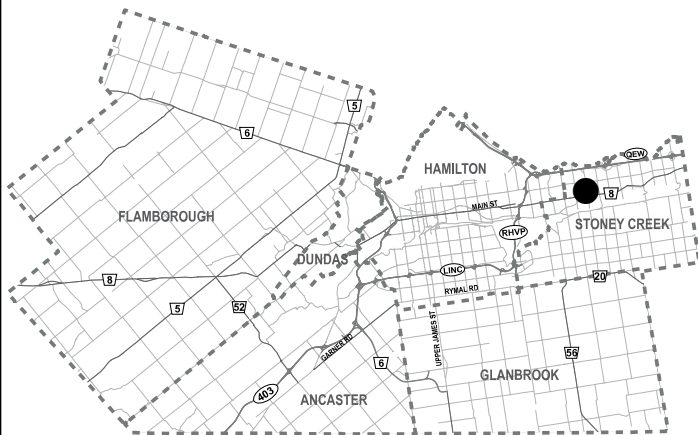 5
6
HAMILTON
QEW
8
MAIN ST
FLAMBOROUGH
STONEY CREEK
RHVP
DUNDAS
LINC
20
8
RYMAL RD
5
52
UPPER JAMES ST
GARNER RD
6
56
GLANBROOK
403
ANCASTER